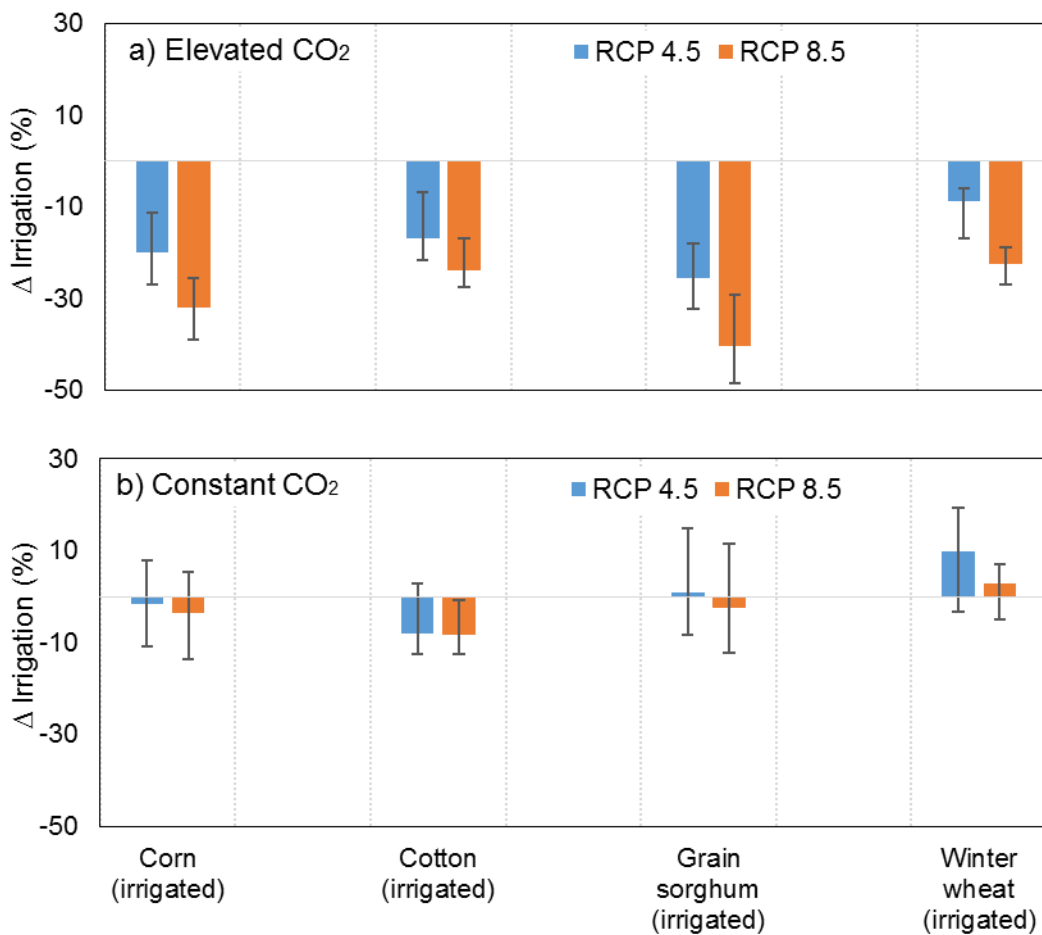 a) Elevated CO₂
RCP 4.5 RCP 8.5
30
10
-10
-30
-50
Δ Irrigation (%)
b) Constant CO₂
RCP 4.5 RCP 8.5
30
10
-10
-30
-50
Δ Irrigation (%)
Corn
(irrigated)
Cotton
(irrigated)
Grain
sorghum
(irrigated)
Winter
wheat
(irrigated)